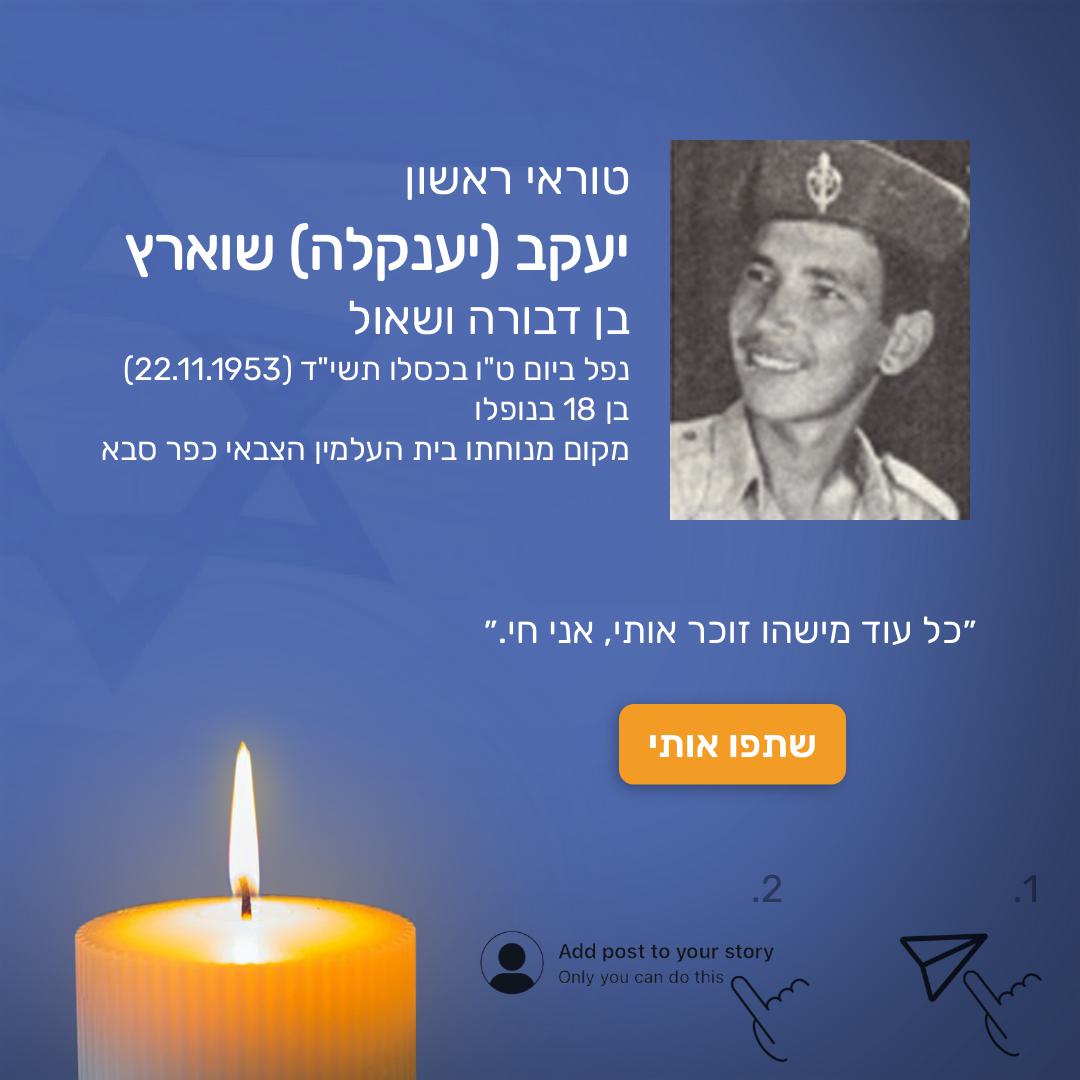 טוראי ראשון
יעקב (יענקלה) שוארץ
בן דבורה ושאול
נפל ביום ט"ו בכסלו תשי"ד (22.11.1953)
בן 18 בנופלו
מקום מנוחתו בית העלמין הצבאי כפר סבא
״כל עוד מישהו זוכר אותי, אני חי.״
שתפו אותי
1.
2.
Add post to your story
Only you can do this